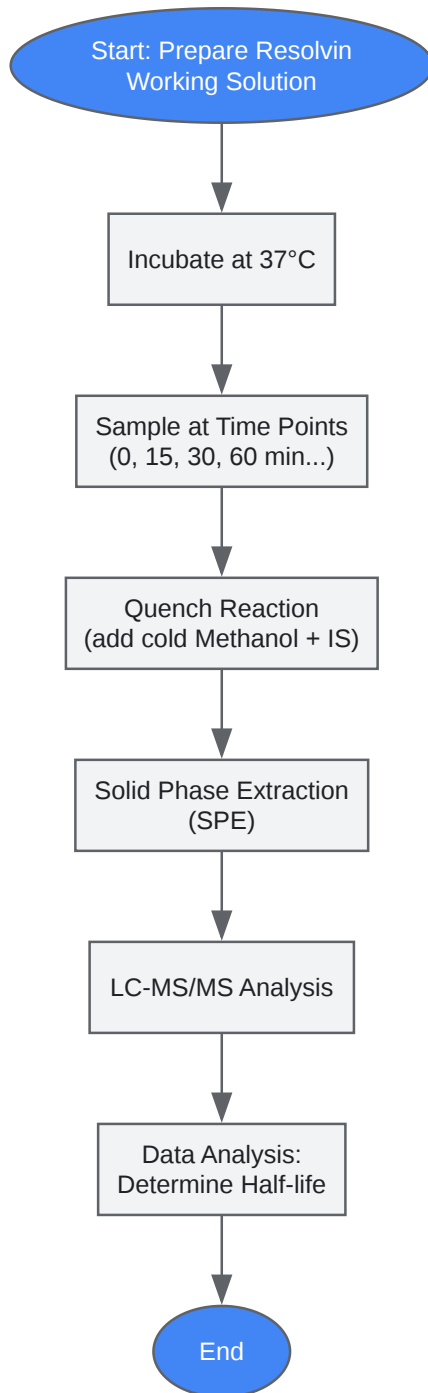 Start: Prepare Resolvin
Working Solution
Incubate at 37°C
Sample at Time Points
(0, 15, 30, 60 min...)
Quench Reaction
(add cold Methanol + IS)
Solid Phase Extraction
(SPE)
LC-MS/MS Analysis
Data Analysis:
Determine Half-life
End